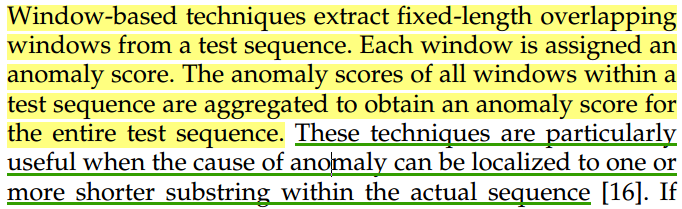 Window-based techniques extract fixed-length overlapping
windows from a test sequence. Each window is assigned an
anomaly score. The anomaly scores of all windows within a
test sequence are aggregated to obtain an anomaly score for
the entire test sequence. These techniques are particularly
useful when the cause of anomaly can be localized to one or
more shorter substring within the actual sequence [16]. If